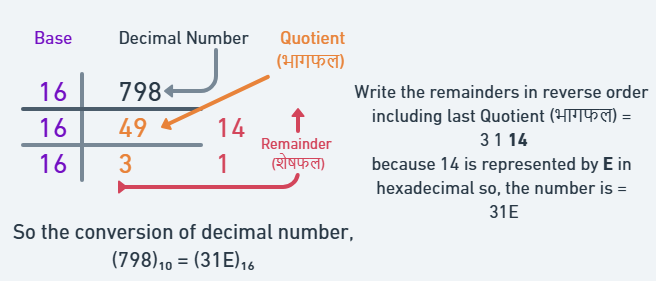 Base Decimal Number Quotient
(भागफल)
16 798
16 49 14
16 3 1
Remainder
(शेषफल)
Write the remainders in reverse order
including last Quotient (भागफल) =
3 1 14
because 14 is represented by E in
hexadecimal so, the number is =
31E
So the conversion of decimal number,
(798)₁₀ = (31E)₁₆